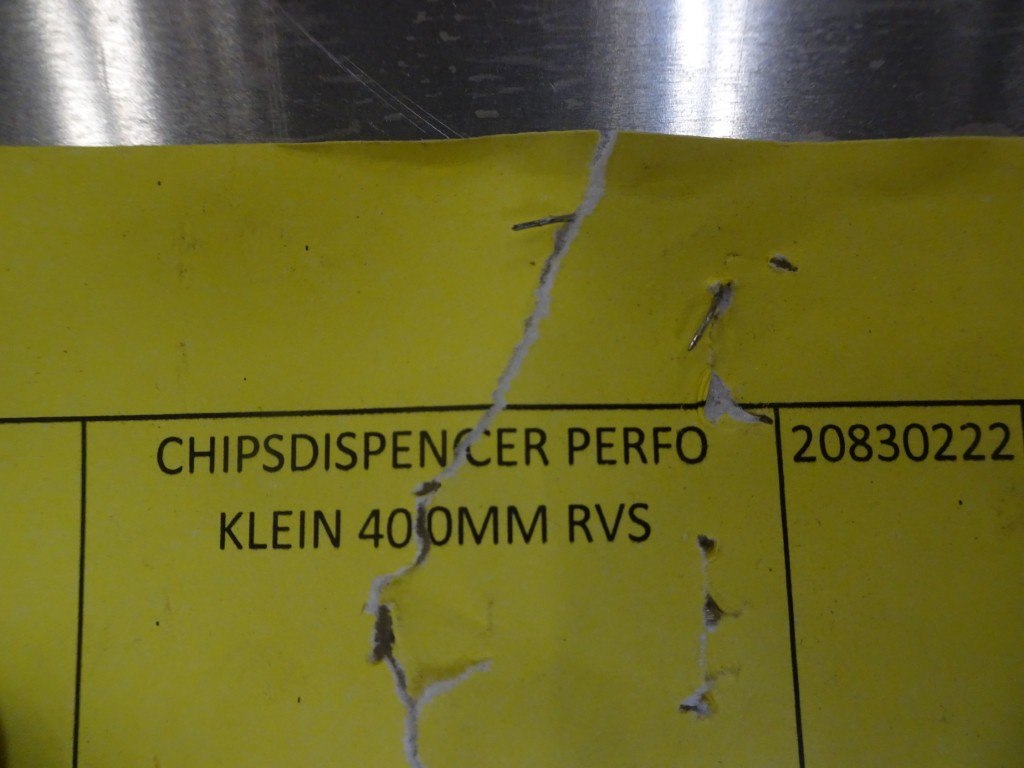 CHIPSDISPENCER PERFO
KLEIN 400MM RVS
20830222